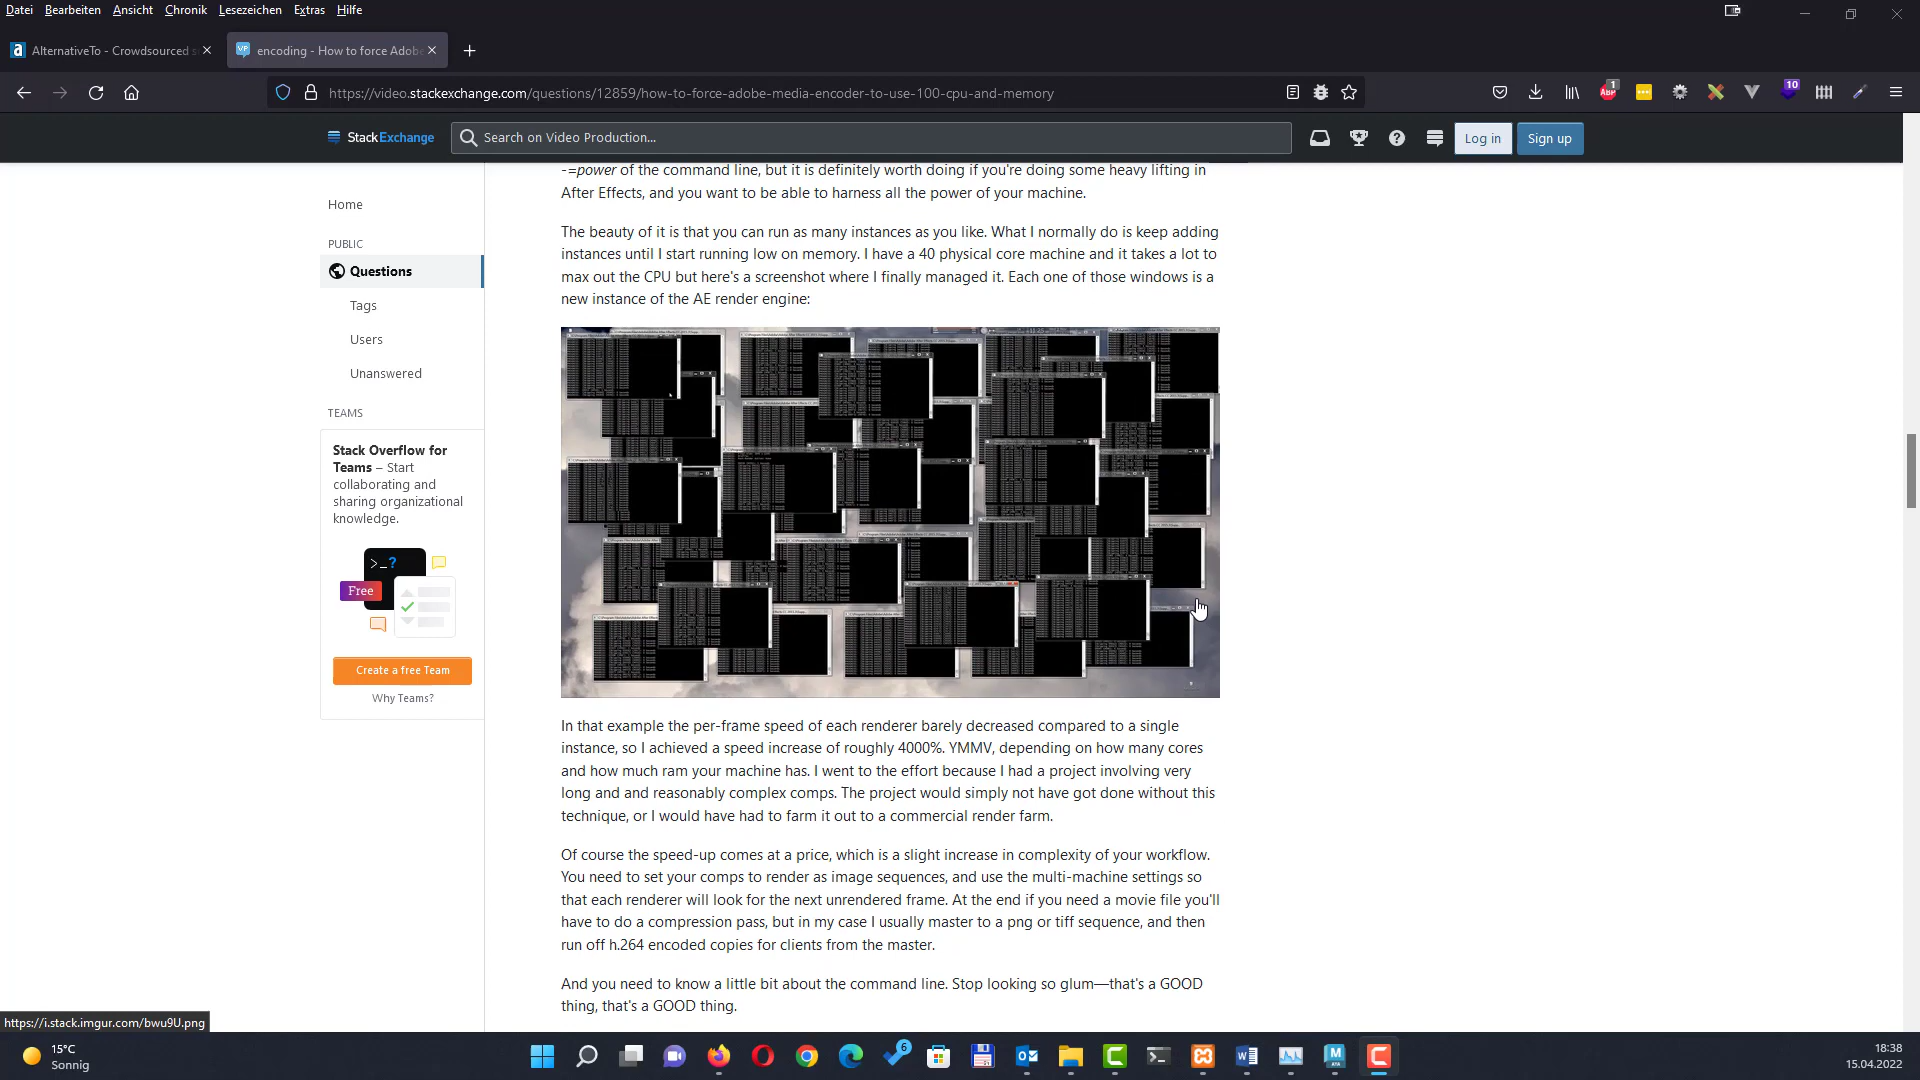 Datei Bearbeiten Ansicht Chronik Lesezeichen Extras Hilfe
AlternativeTo - Crowdsourced s
encoding - How to force Adobe
https://video.stackexchange.com/questions/12859/how-to-force-adobe-media-encoder-to-use-100-cpu-and-memory
ABP 1
10
StackExchange
Search on Video Production...
Log in
Sign up
Home
PUBLIC
Questions
Tags
Users
Unanswered
TEAMS
Stack Overflow for
Teams – Start
collaborating and
sharing organizational
knowledge.
>_?
Free
Create a free Team
Why Teams?
-=power of the command line, but it is definitely worth doing if you're doing some heavy lifting in
After Effects, and you want to be able to harness all the power of your machine.
The beauty of it is that you can run as many instances as you like. What I normally do is keep adding
instances until I start running low on memory. I have a 40 physical core machine and it takes a lot to
max out the CPU but here's a screenshot where I finally managed it. Each one of those windows is a
new instance of the AE render engine:
In that example the per-frame speed of each renderer barely decreased compared to a single
instance, so I achieved a speed increase of roughly 4000%. YMMV, depending on how many cores
and how much ram your machine has. I went to the effort because I had a project involving very
long and and reasonably complex comps. The project would simply not have got done without this
technique, or I would have had to farm it out to a commercial render farm.
Of course the speed-up comes at a price, which is a slight increase in complexity of your workflow.
You need to set your comps to render as image sequences, and use the multi-machine settings so
that each renderer will look for the next unrendered frame. At the end if you need a movie file you'll
have to do a compression pass, but in my case I usually master to a png or tiff sequence, and then
run off h.264 encoded copies for clients from the master.
And you need to know a little bit about the command line. Stop looking so glum—that's a GOOD
thing, that's a GOOD thing.
https://i.stack.imgur.com/bwu9U.png
15°C
Sonnig
6
18:38
15.04.2022